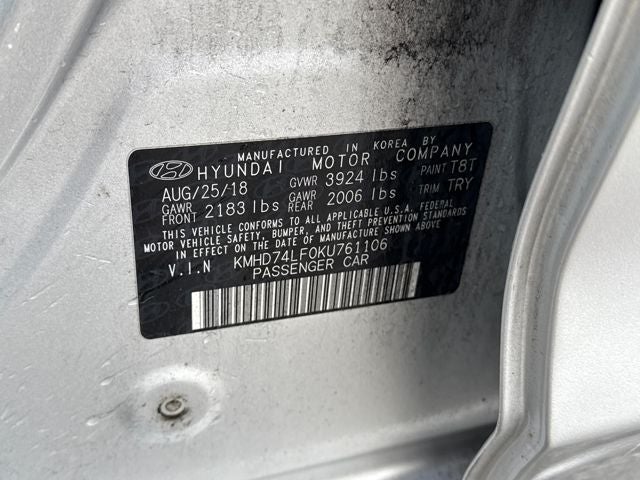 MANUFACTURED IN KOREA BY
HYUNDAI MOTOR COMPANY
AUG/25/18 GVWR 3924 lbs PAINT T8T
GAWR FRONT 2183 lbs GAWR REAR 2006 lbs TRIM TRY
THIS VEHICLE CONFORMS TO ALL APPLICABLE U.S.A. FEDERAL
MOTOR VEHICLE SAFETY, BUMPER, AND THEFT PREVENTION STANDARDS
IN EFFECT ON THE DATE OF MANUFACTURE SHOWN ABOVE.
V.I.N KMHD74LF0KU761106
PASSENGER CAR